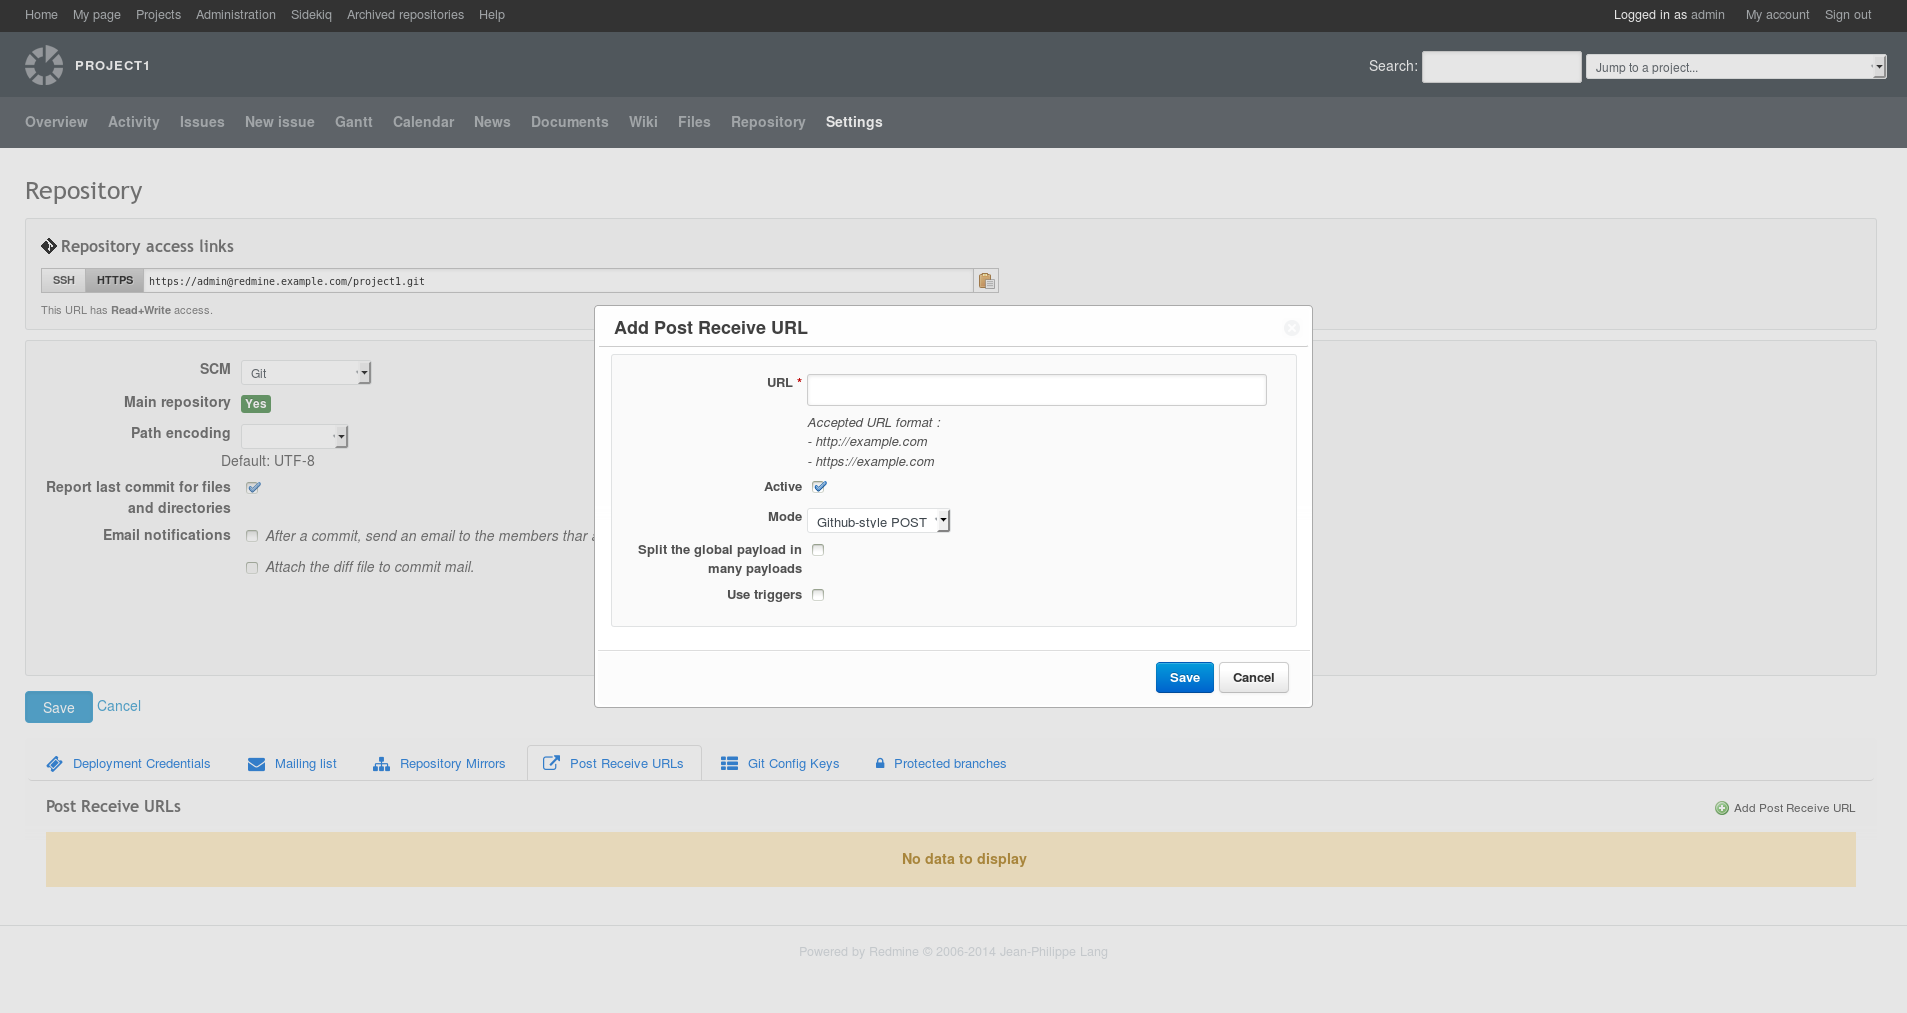 Home My page Projects Administration Sidekiq Archived repositories Help Logged in as admin My account Sign out
PROJECT1 Search: Jump to a project...
Overview Activity Issues New issue Gantt Calendar News Documents Wiki Files Repository Settings
Repository
Repository access links
SSH HTTPS https://admin@redmine.example.com/project1.git
This URL has Read+Write access.
SCM Git
Main repository Yes
Path encoding
Default: UTF-8
Report last commit for files
and directories
Email notifications After a commit, send an email to the members thar
Attach the diff file to commit mail.
Save Cancel
Add Post Receive URL
URL *
Accepted URL format :
- http://example.com
- https://example.com
Active
Mode Github-style POST
Split the global payload in
many payloads
Use triggers
Save Cancel
Deployment Credentials Mailing list Repository Mirrors Post Receive URLs Git Config Keys Protected branches
Post Receive URLs Add Post Receive URL
No data to display
Powered by Redmine © 2006-2014 Jean-Philippe Lang